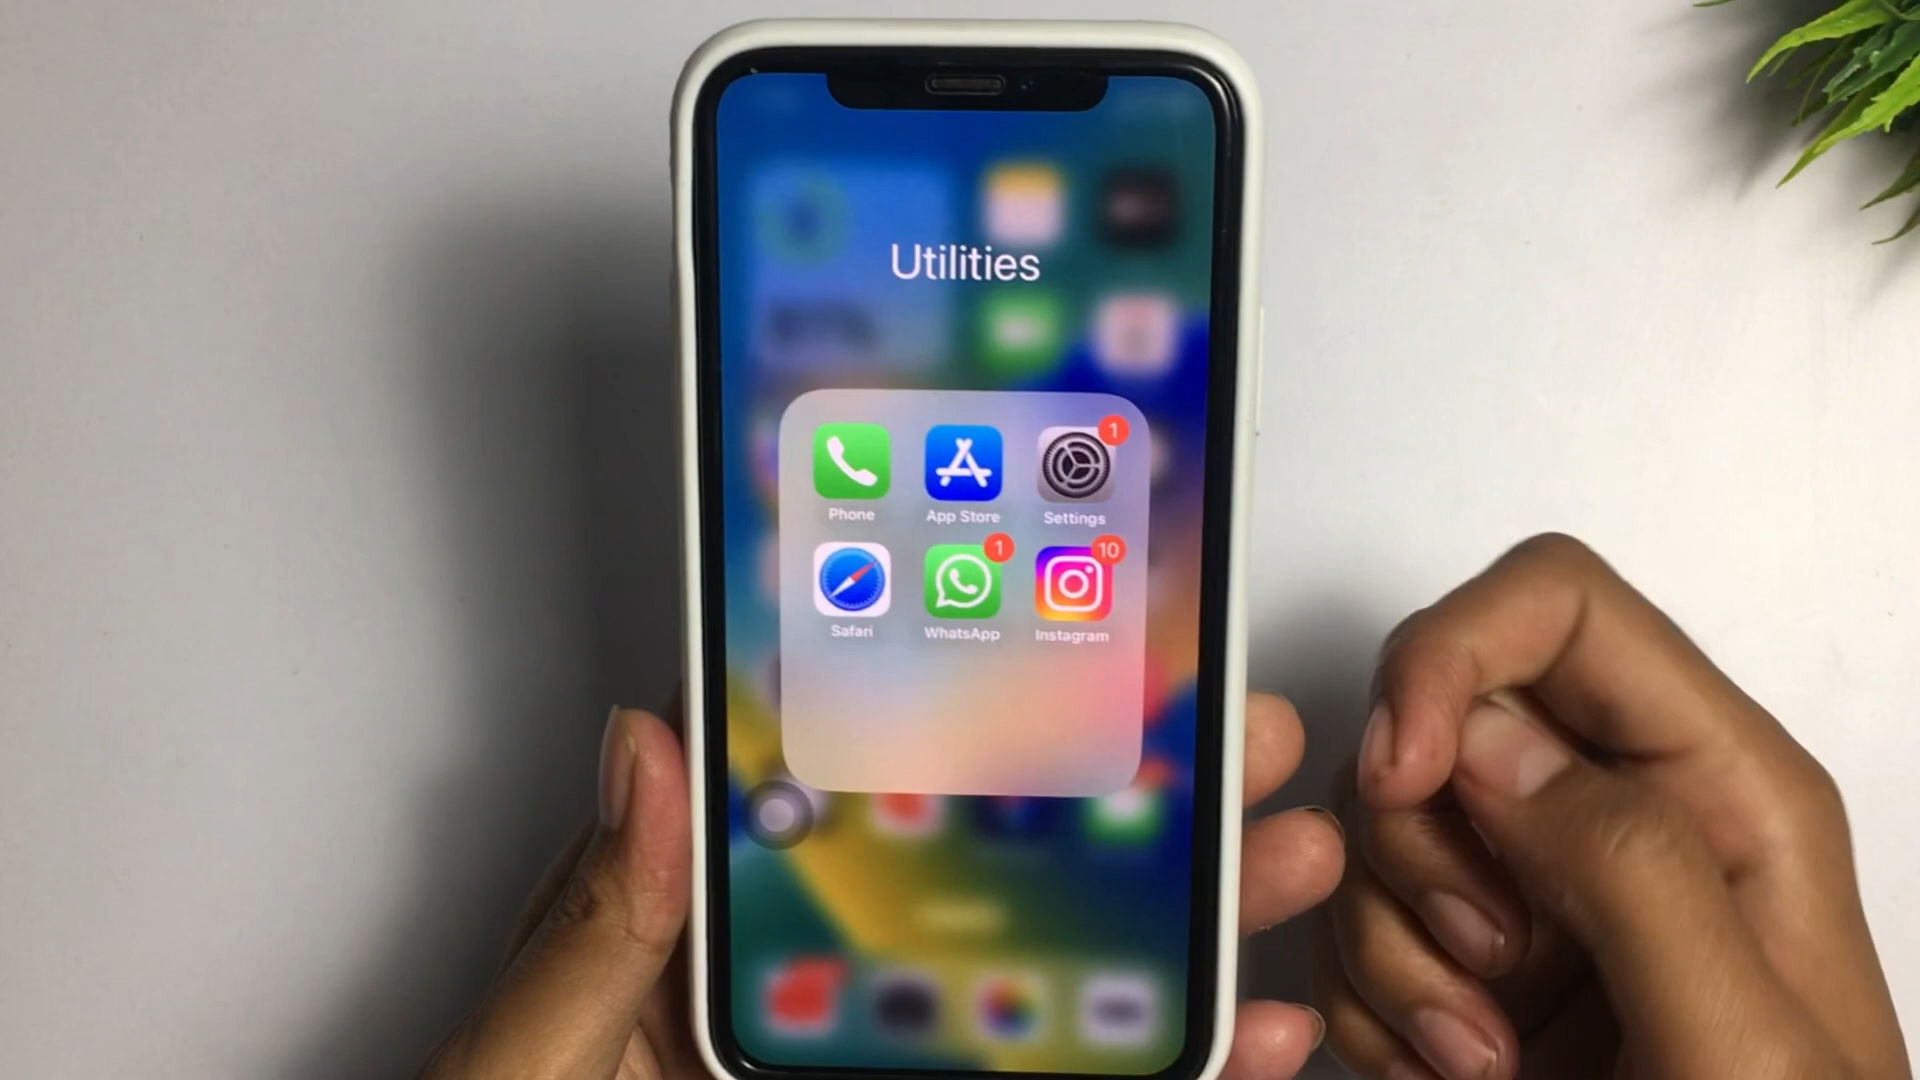 Utilities
1
Phone
App Store
Settings
1
10
Safari
WhatsApp
Instagram